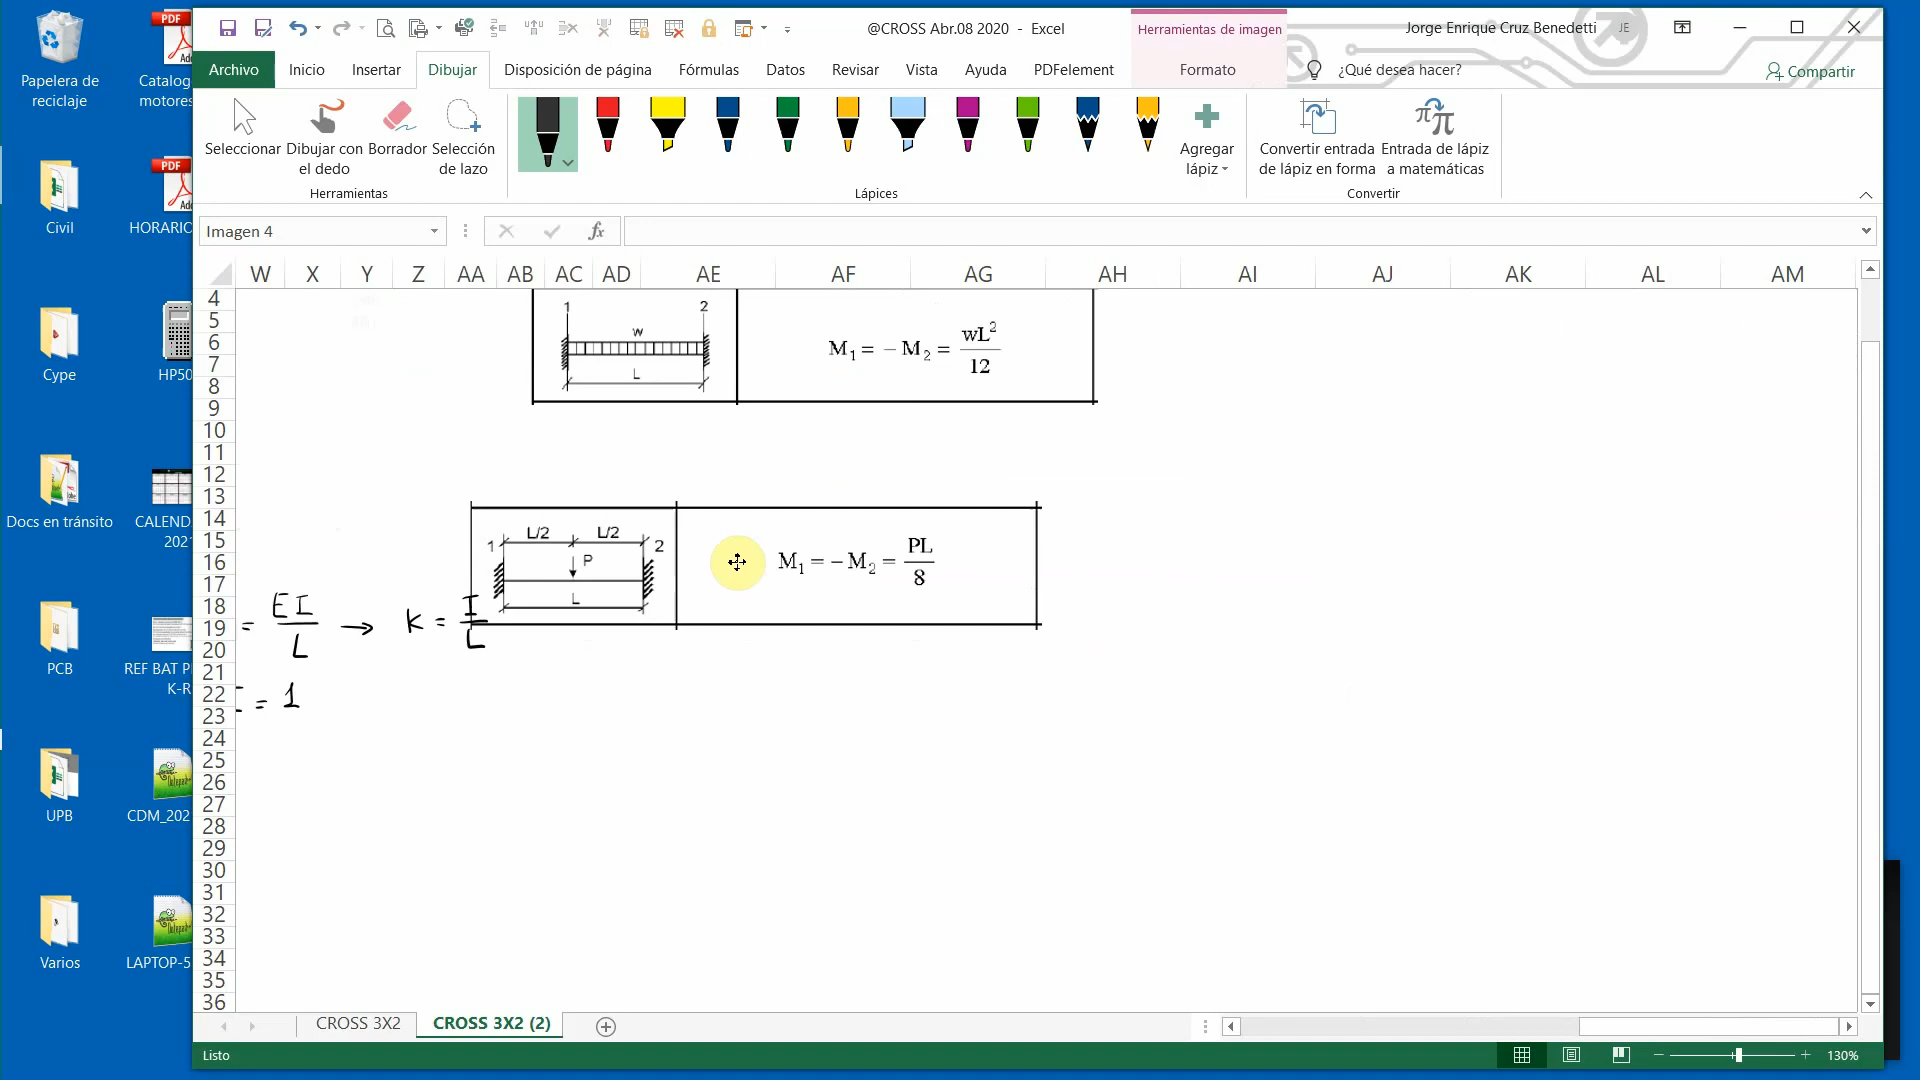 Papelera de reciclaje
Catalog
motores
Civil
HORARIO
Cype
HP50
Docs en tránsito
CALEND
2021
PCB
REF BAT P
K-R
UPB
CDM_202
Varios
LAPTOP-5
@CROSS Abr.08 2020 - Excel
Herramientas de imagen
Jorge Enrique Cruz Benedetti
JE
Archivo Inicio Insertar Dibujar Disposición de página Fórmulas Datos Revisar Vista Ayuda PDFelement Formato ¿Qué desea hacer? Compartir
Seleccionar
Dibujar con el dedo
Borrador
Selección de lazo
Herramientas
Lápices
Agregar lápiz
Convertir entrada de lápiz en forma
Entrada de lápiz a matemáticas
Convertir
Imagen 4
fx
W X Y Z AA AB AC AD AE AF AG AH AI AJ AK AL AM
4
5
6
7
8
9
10
11
12
13
14
15
16
17
18
19
20
21
22
23
24
25
26
27
28
29
30
31
32
33
34
35
36
1 2
w
L
M₁ = − M₂ = wL²/12
L/2 L/2
1 2
P
L
M₁ = − M₂ = PL/8
= EI/L → K = I/L
= 1
CROSS 3X2
CROSS 3X2 (2)
Listo
130%